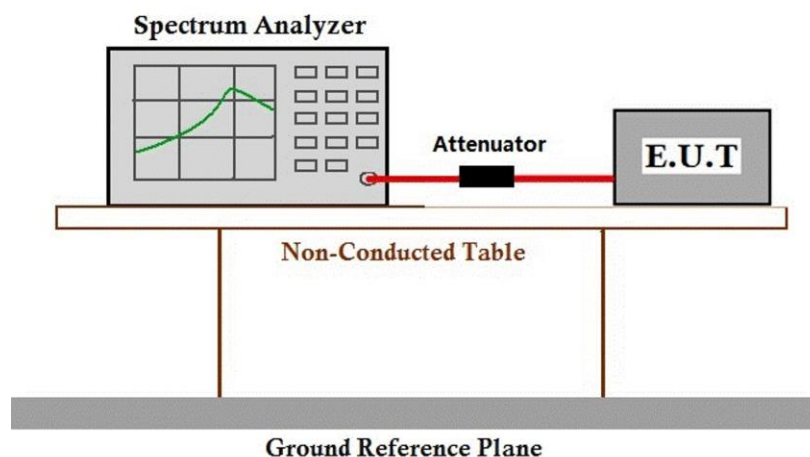 Spectrum Analyzer
Attenuator
E.U.T
Non-Conducted Table
Ground Reference Plane